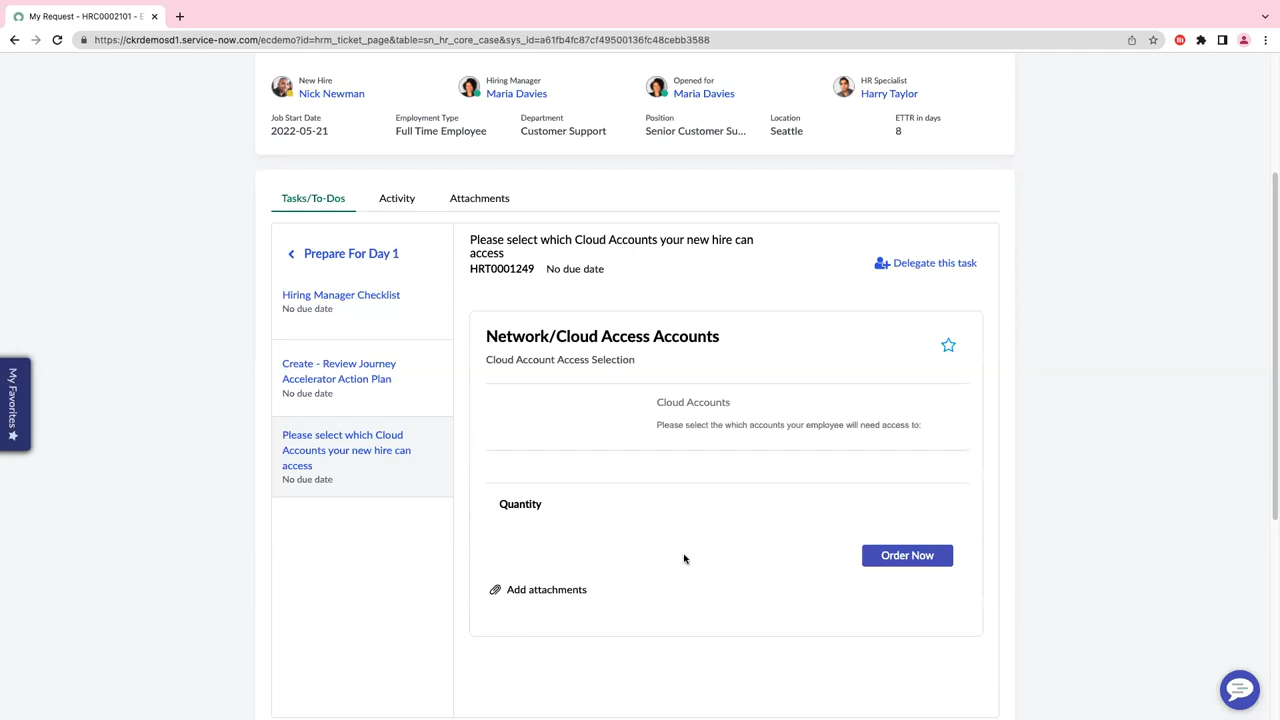 My Request - HRC0002101 - E
https://ckrdemosd1.service-now.com/ecdemo?id=hrm_ticket_page&table=sn_hr_core_case&sys_id=a61fb4fc87cf49500136fc48cebb3588
New Hire
Nick Newman
Hiring Manager
Maria Davies
Opened for
Maria Davies
HR Specialist
Harry Taylor
Job Start Date
2022-05-21
Employment Type
Full Time Employee
Department
Customer Support
Position
Senior Customer Su...
Location
Seattle
ETTR in days
8
Tasks/To-Dos
Activity
Attachments
Prepare For Day 1
Hiring Manager Checklist
No due date
Create - Review Journey
Accelerator Action Plan
No due date
Please select which Cloud
Accounts your new hire can
access
No due date
Please select which Cloud Accounts your new hire can
access
HRT0001249 No due date
Delegate this task
Network/Cloud Access Accounts
Cloud Account Access Selection
Cloud Accounts
Please select the which accounts your employee will need access to:
Quantity
Order Now
Add attachments
My Favorites